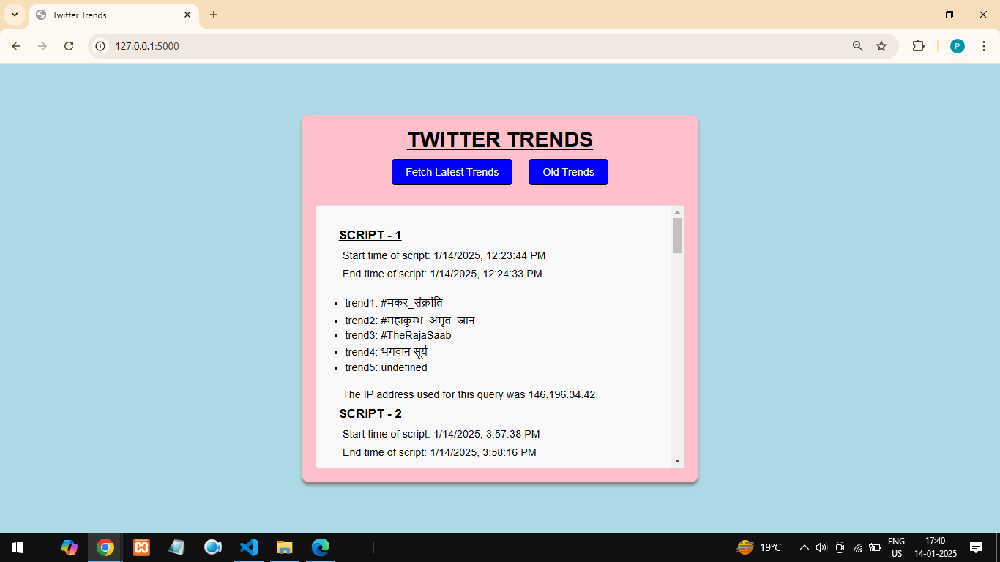 Twitter Trends
127.0.0.1:5000
P
TWITTER TRENDS
Fetch Latest Trends
Old Trends
SCRIPT - 1
Start time of script: 1/14/2025, 12:23:44 PM
End time of script: 1/14/2025, 12:24:33 PM
trend1: #मकर_संक्रांति
trend2: #महाकुम्भ_अमृत_स्नान
trend3: #TheRajaSaab
trend4: भगवान सूर्य
trend5: undefined
The IP address used for this query was 146.196.34.42.
SCRIPT - 2
Start time of script: 1/14/2025, 3:57:38 PM
End time of script: 1/14/2025, 3:58:16 PM
19°C
ENG
US
17:40
14-01-2025